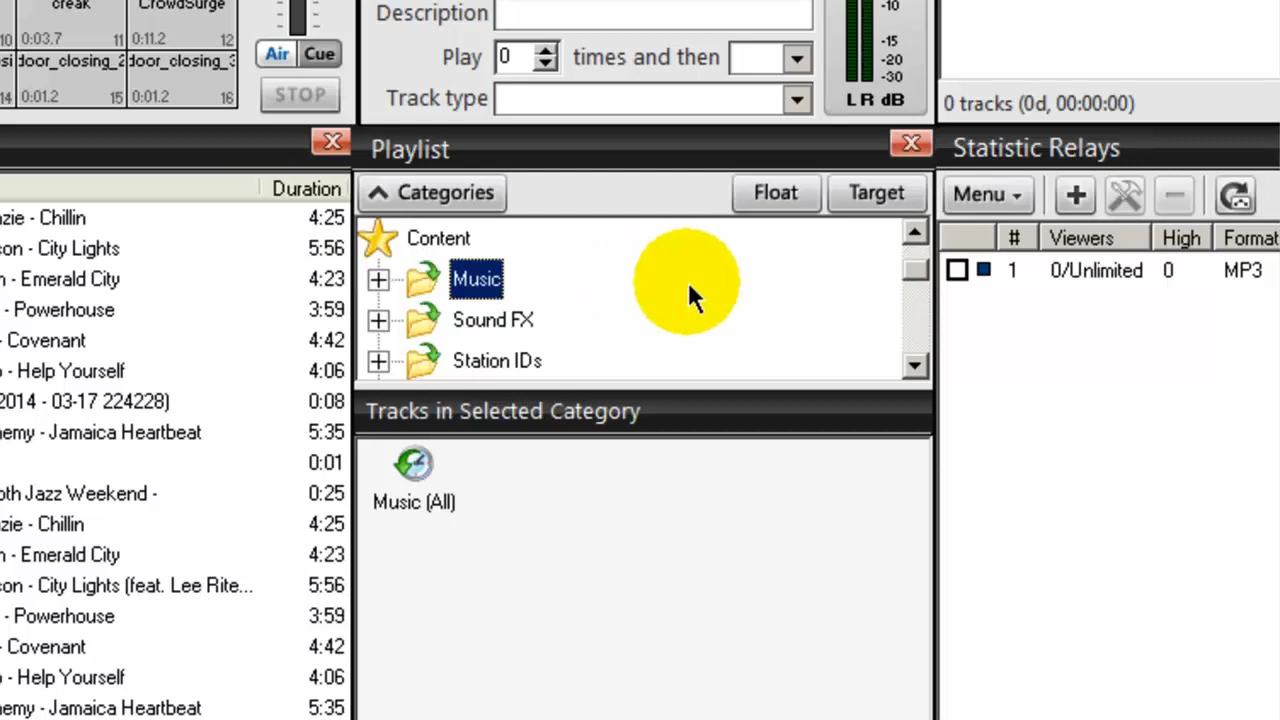 creak
CrowdSurge
10 0:03.7 11 0:11.2 12
door_closing_2 door_closing_3
14 0:01.2 15 0:01.2 16
Air Cue
STOP
Description
Play 0 times and then
Track type
-10
-15
-20
-30
L R dB
0 tracks (0d, 00:00:00)
Duration
zie - Chillin 4:25
con - City Lights 5:56
n - Emerald City 4:23
- Powerhouse 3:59
- Covenant 4:42
o - Help Yourself 4:06
2014 - 03-17 224228) 0:08
nemy - Jamaica Heartbeat 5:35
0:01
oth Jazz Weekend - 0:25
zie - Chillin 4:25
n - Emerald City 4:23
con - City Lights (feat. Lee Rite... 5:56
- Powerhouse 3:59
- Covenant 4:42
o - Help Yourself 4:06
nemy - Jamaica Heartbeat 5:35
Playlist
Categories Float Target
Content
Music
Sound FX
Station IDs
Tracks in Selected Category
Music (All)
Statistic Relays
Menu
# Viewers High Format
1 0/Unlimited 0 MP3